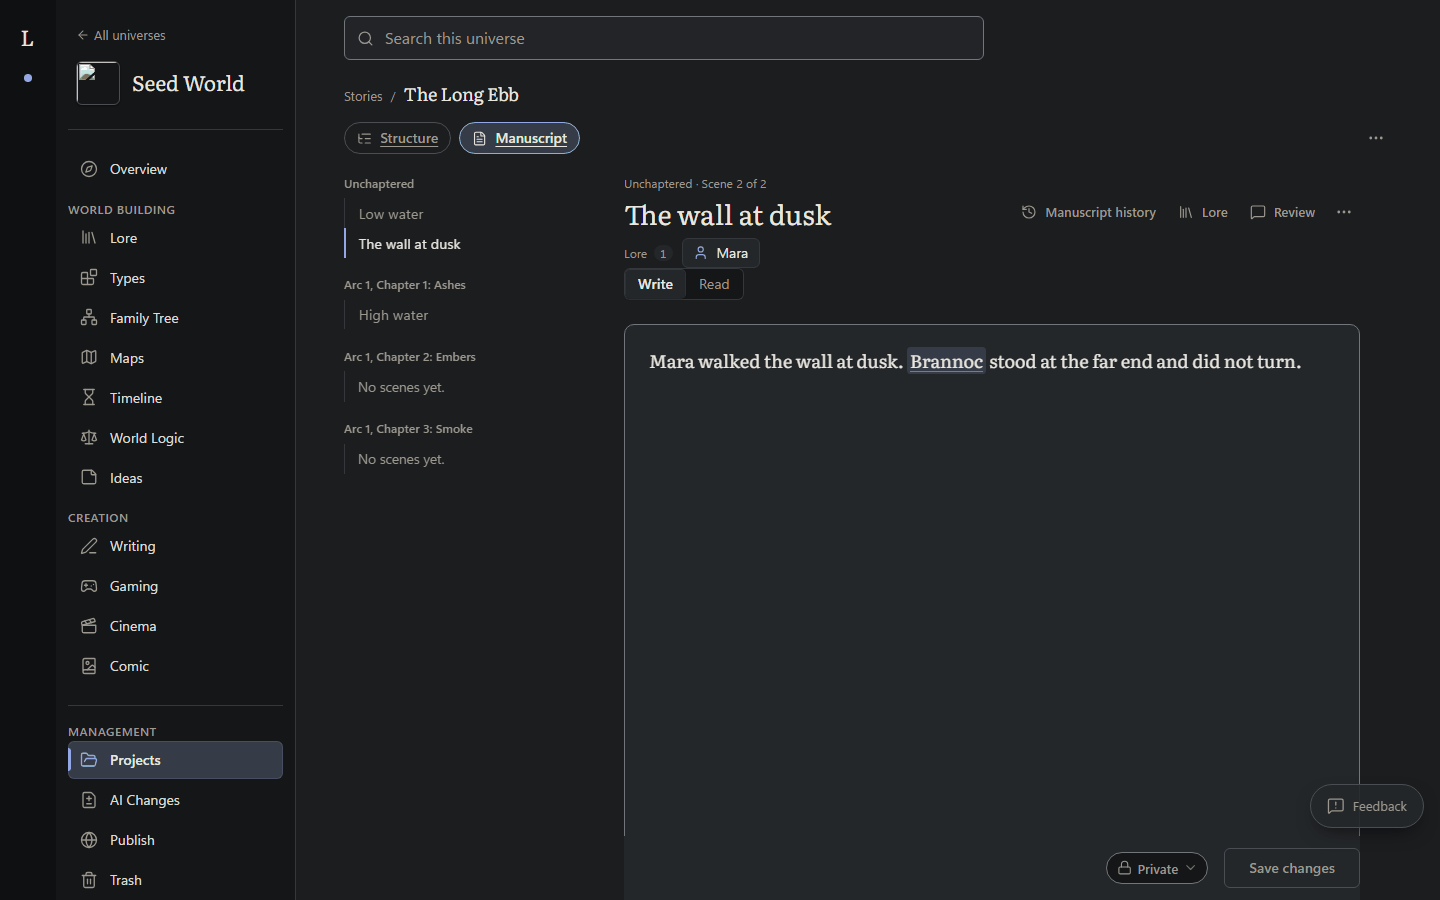 L
All universes
Seed World
Overview
WORLD BUILDING
Lore
Types
Family Tree
Maps
Timeline
World Logic
Ideas
CREATION
Writing
Gaming
Cinema
Comic
MANAGEMENT
Projects
AI Changes
Publish
Trash
Search this universe
Stories / The Long Ebb
Structure
Manuscript
Unchaptered
Low water
The wall at dusk
Arc 1, Chapter 1: Ashes
High water
Arc 1, Chapter 2: Embers
No scenes yet.
Arc 1, Chapter 3: Smoke
No scenes yet.
Unchaptered · Scene 2 of 2
The wall at dusk
Manuscript history
Lore
Review
Lore 1 Mara
Write Read
Mara walked the wall at dusk. Brannoc stood at the far end and did not turn.
Feedback
Private
Save changes